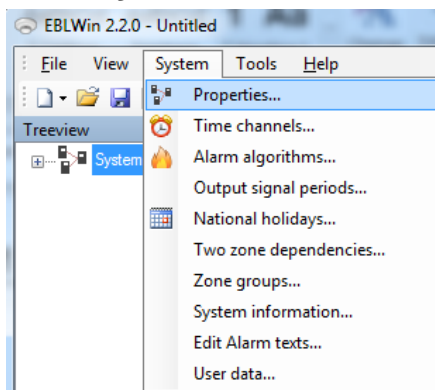 EBLWin 2.2.0 - Untitled
File View System Tools Help
Properties...
Treeview
Time channels...
System
Alarm algorithms...
Output signal periods...
National holidays...
Two zone dependencies...
Zone groups...
System information...
Edit Alarm texts...
User data...